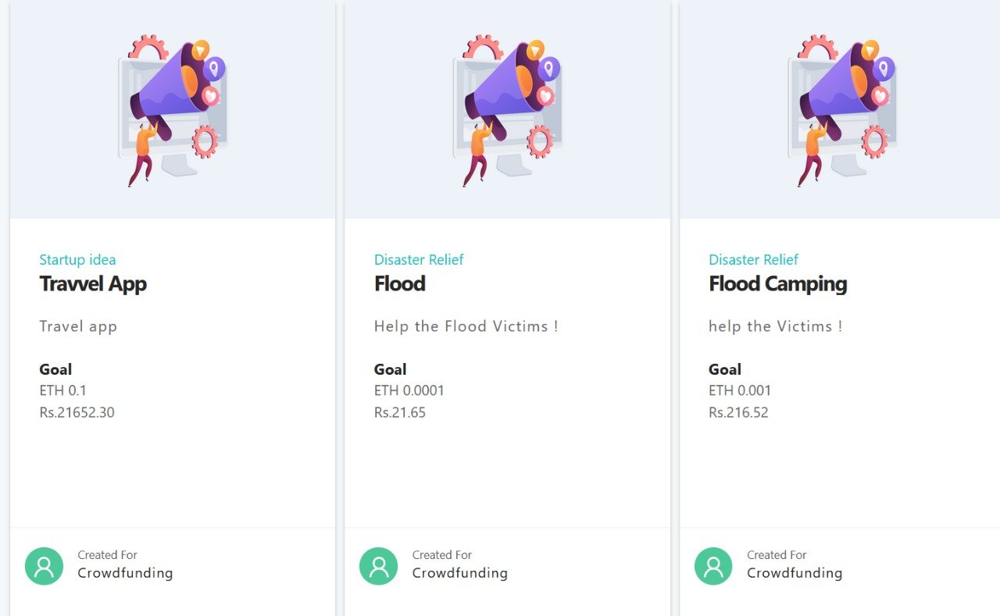 Startup idea
Travvel App
Travel app
Goal
ETH 0.1
Rs.21652.30
Created For
Crowdfunding
Disaster Relief
Flood
Help the Flood Victims !
Goal
ETH 0.0001
Rs.21.65
Created For
Crowdfunding
Disaster Relief
Flood Camping
help the Victims !
Goal
ETH 0.001
Rs.216.52
Created For
Crowdfunding